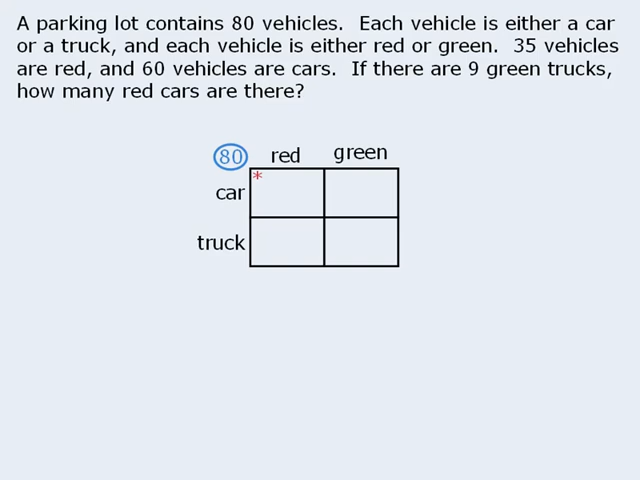 A parking lot contains 80 vehicles.  Each vehicle is either a car
or a truck, and each vehicle is either red or green.  35 vehicles
are red, and 60 vehicles are cars.  If there are 9 green trucks,
how many red cars are there?
80 red green
*
car
truck